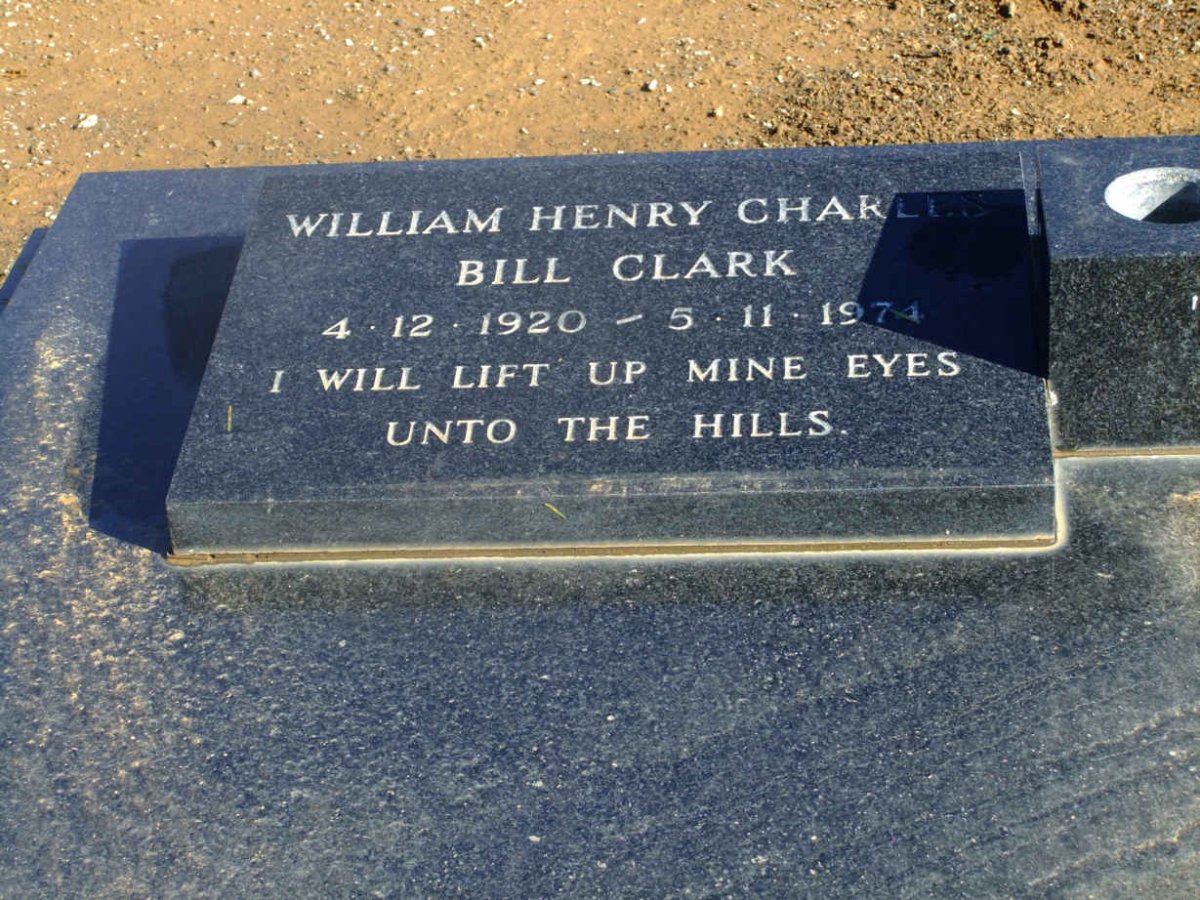 WILLIAM HENRY CHARLES
BILL CLARK
4 · 12 · 1920 – 5 · 11 · 1974
I WILL LIFT UP MINE EYES
UNTO THE HILLS.